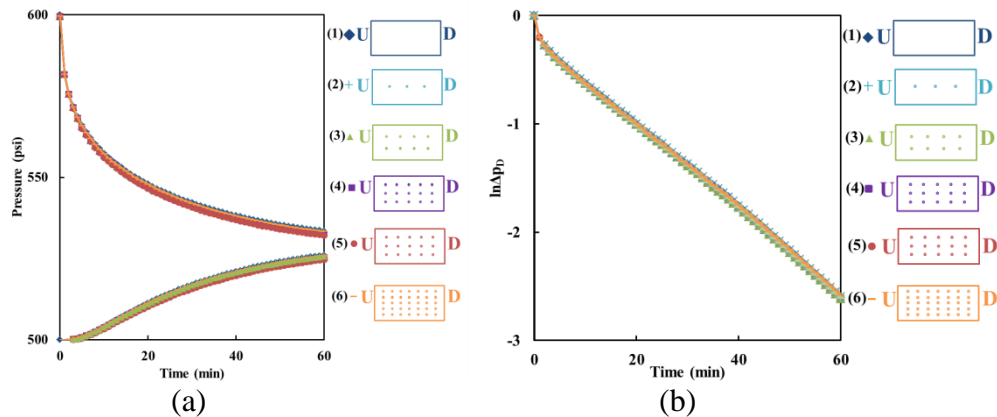 600
550
500
Pressure (psi)
0
20
40
60
Time (min)
(1) U D
(2) U D
(3) U D
(4) U D
(5) U D
(6) U D
(a)
0
-1
-2
-3
lnΔp_D
0
20
40
60
Time (min)
(1) U D
(2) U D
(3) U D
(4) U D
(5) U D
(6) U D
(b)